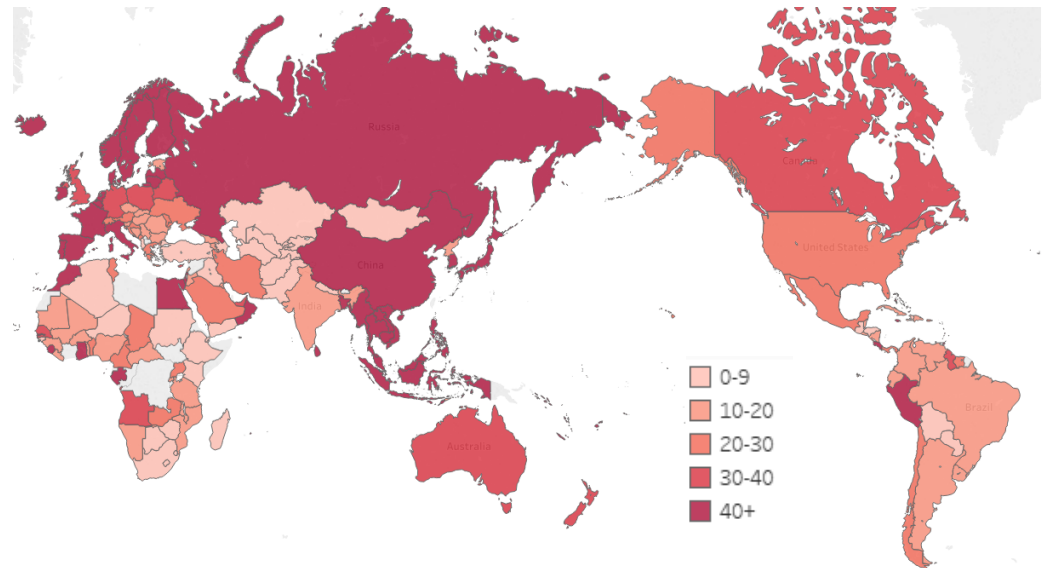 Russia
Canada
China
United States
India
Australia
Brazil
0-9
10-20
20-30
30-40
40+